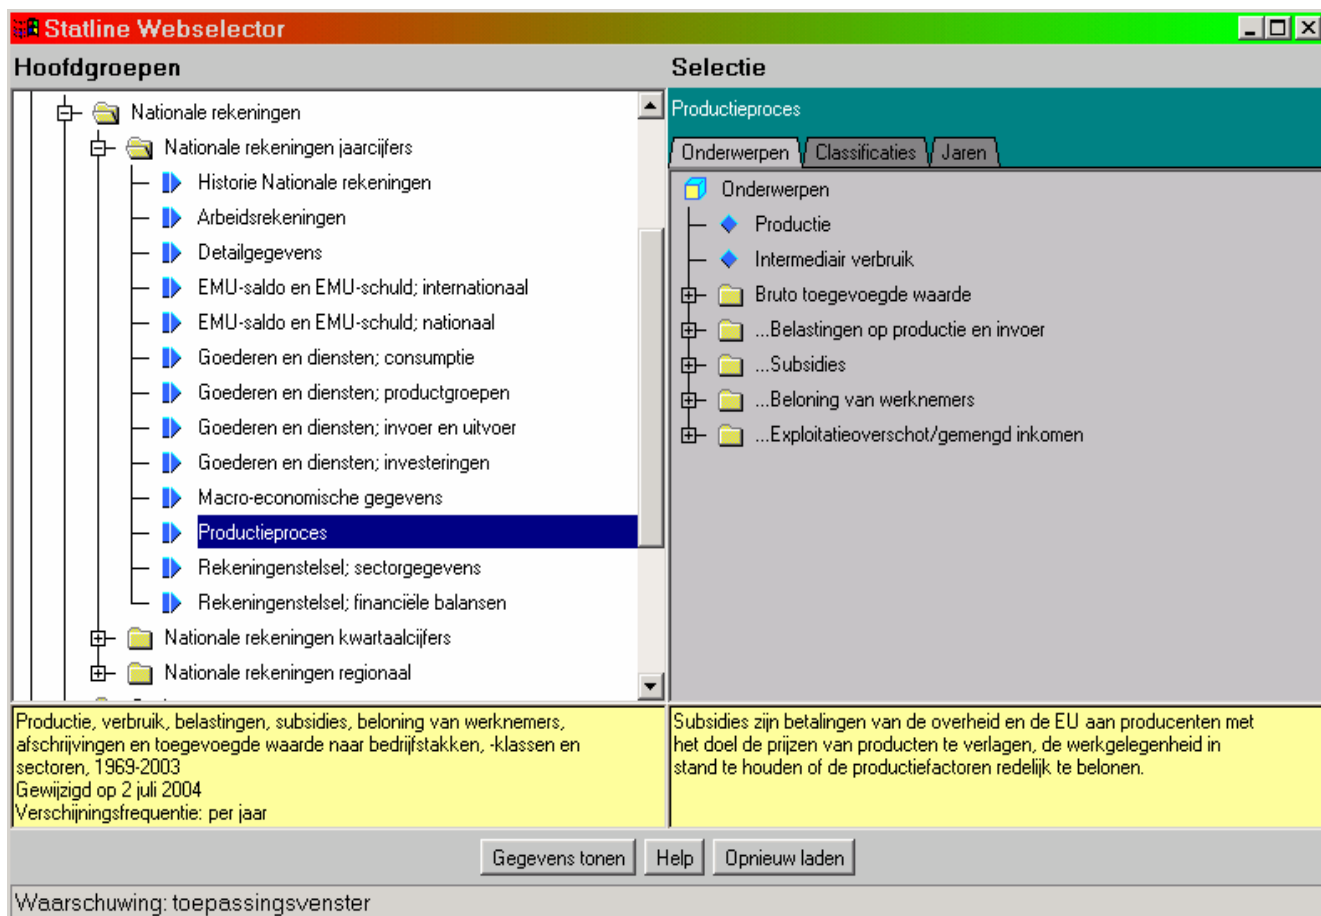 Statline Webselector
Hoofdgroepen
Nationale rekeningen
Nationale rekeningen jaarcijfers
Historie Nationale rekeningen
Arbeidsrekeningen
Detailgegevens
EMU-saldo en EMU-schuld; internationaal
EMU-saldo en EMU-schuld; nationaal
Goederen en diensten; consumptie
Goederen en diensten; productgroepen
Goederen en diensten; invoer en uitvoer
Goederen en diensten; investeringen
Macro-economische gegevens
Productieproces
Rekeningenstelsel; sectorgegevens
Rekeningenstelsel; financiële balansen
Nationale rekeningen kwartaalcijfers
Nationale rekeningen regionaal
Productie, verbruik, belastingen, subsidies, beloning van werknemers,
afschrijvingen en toegevoegde waarde naar bedrijfstakken, -klassen en
sectoren, 1969-2003
Gewijzigd op 2 juli 2004
Verschijningsfrequentie: per jaar
Selectie
Productieproces
Onderwerpen Classificaties Jaren
Onderwerpen
Productie
Intermediair verbruik
Bruto toegevoegde waarde
...Belastingen op productie en invoer
...Subsidies
...Beloning van werknemers
...Exploitatieoverschot/gemengd inkomen
Subsidies zijn betalingen van de overheid en de EU aan producenten met
het doel de prijzen van producten te verlagen, de werkgelegenheid in
stand te houden of de productiefactoren redelijk te belonen.
Gegevens tonen Help Opnieuw laden
Waarschuwing: toepassingsvenster